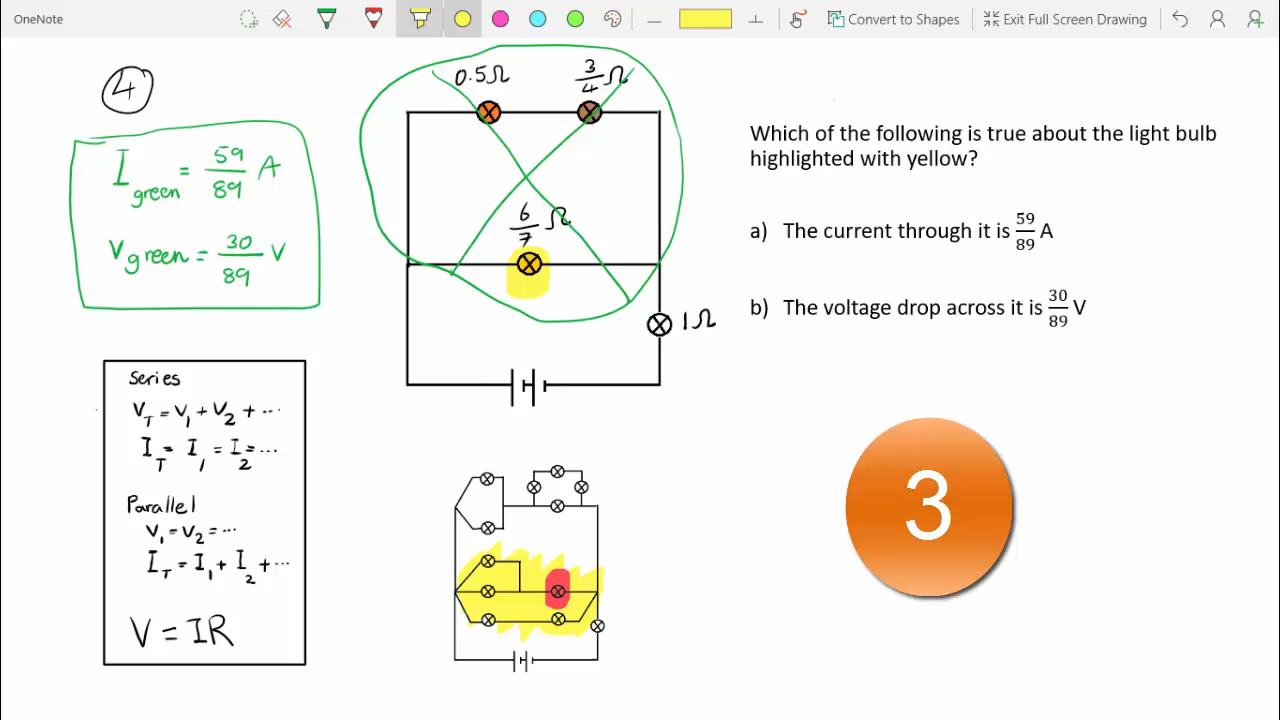 OneNote
Convert to Shapes
Exit Full Screen Drawing
4
I green = 59/89 A
V green = 30/89 V
0.5Ω
3/4 Ω
6/7 Ω
1Ω
Which of the following is true about the light bulb
highlighted with yellow?
a) The current through it is 59/89 A
b) The voltage drop across it is 30/89 V
Series
V_T = V_1 + V_2 + ...
I_T = I_1 = I_2 = ...
Parallel
V_1 = V_2 = ...
I_T = I_1 + I_2 + ...
V = IR
3